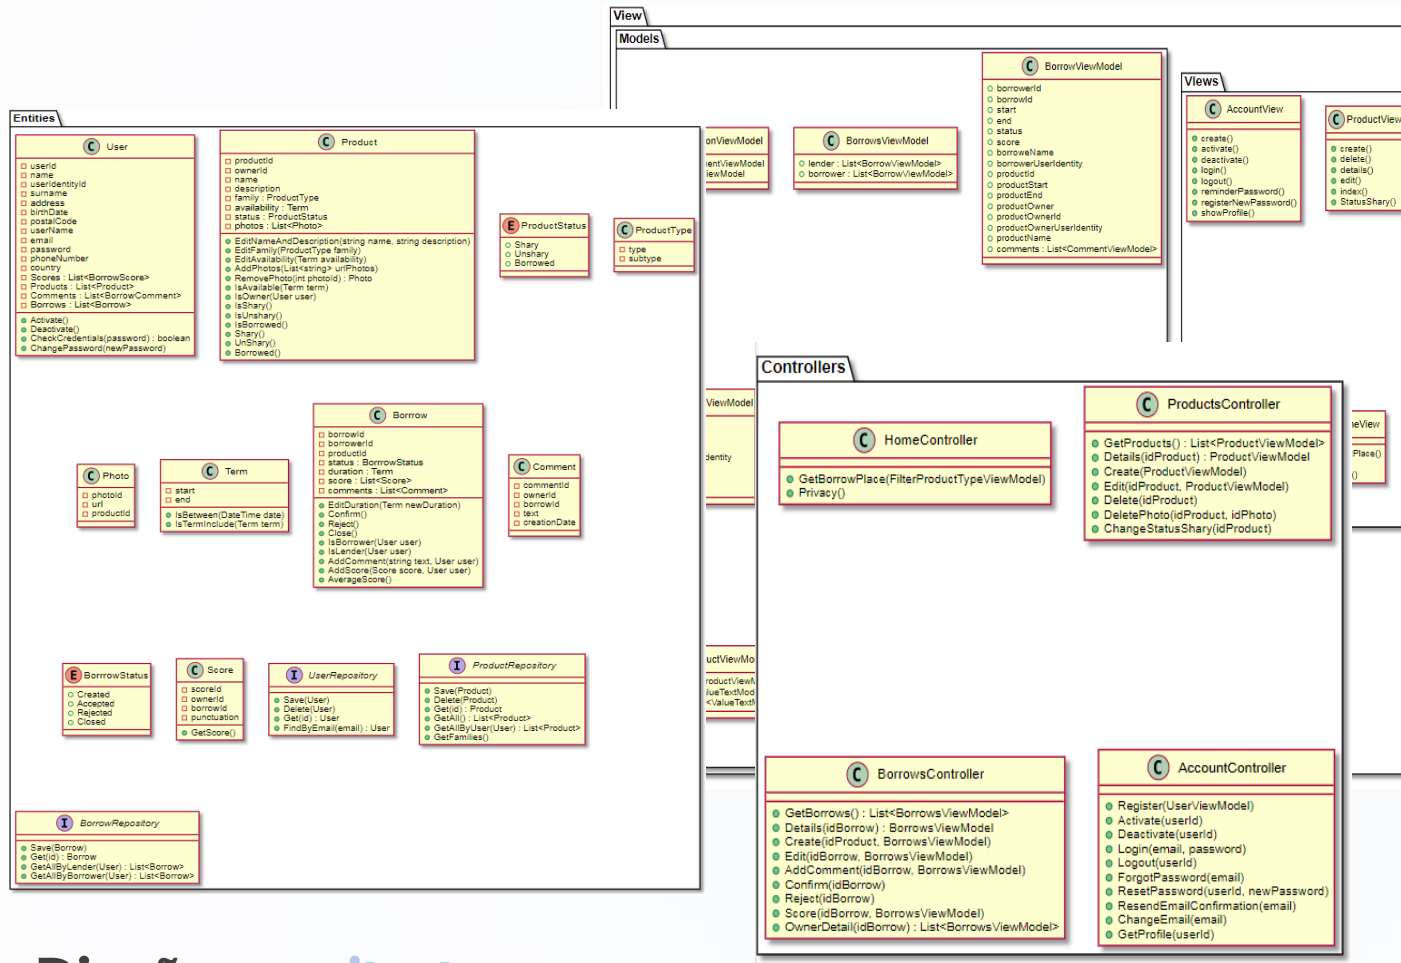 View
Models
BorrowViewModel
borrowerId
borrowId
start
end
status
score
borroweName
borrowerUserIdentity
productId
productStart
productEnd
productOwner
productOwnerId
productOwnerUserIdentity
productName
comments : List<CommentViewModel>
BorrowsViewModel
lender : List<BorrowViewModel>
borrower : List<BorrowViewModel>
onViewModel
entViewModel
iewModel
Views
AccountView
create()
activate()
deactivate()
login()
logout()
reminderPassword()
registerNewPassword()
showProfile()
ProductView
create()
delete()
details()
edit()
index()
StatusShary()
Entities
User
userId
name
userIdentityId
surname
address
birthDate
postalCode
userName
email
password
phoneNumber
country
Scores : List<BorrowScore>
Products : List<Product>
Comments : List<BorrowComment>
Borrows : List<Borrow>
Activate()
Deactivate()
CheckCredentials(password) : boolean
ChangePassword(newPassword)
Product
productId
ownerId
name
description
family : ProductType
availability : Term
status : ProductStatus
photos : List<Photo>
EditNameAndDescription(string name, string description)
EditFamily(ProductType family)
EditAvailability(Term availability)
AddPhotos(List<string> urlPhotos)
RemovePhoto(int photoId) : Photo
IsAvailable(Term term)
IsOwner(User user)
IsShary()
IsUnshary()
IsBorrowed()
Shary()
UnShary()
Borrowed()
ProductStatus
Shary
Unshary
Borrowed
ProductType
type
subtype
Photo
photoId
url
productId
Term
start
end
IsBetween(DateTime date)
IsTermInclude(Term term)
Borrrow
borrowId
borrowerId
productId
status : BorrrowStatus
duration : Term
score : List<Score>
comments : List<Comment>
EditDuration(Term newDuration)
Confirm()
Reject()
Close()
IsBorrower(User user)
IsLender(User user)
AddComment(string text, User user)
AddScore(Score score, User user)
AverageScore()
Comment
commentId
ownerId
borrowId
text
creationDate
BorrrowStatus
Created
Accepted
Rejected
Closed
Score
scoreId
ownerId
borrowId
punctuation
GetScore()
UserRepository
Save(User)
Delete(User)
Get(id) : User
FindByEmail(email) : User
ProductRepository
Save(Product)
Delete(Product)
Get(id) : Product
GetAll() : List<Product>
GetAllByUser(User) : List<Product>
GetFamilies()
BorrowRepository
Save(Borrow)
Get(id) : Borrow
GetAllByLender(User) : List<Borrow>
GetAllByBorrower(User) : List<Borrow>
ViewModel
dentity
uctViewMo
roductViewM
lueTextMod
<ValueTextM
Controllers
HomeController
GetBorrowPlace(FilterProductTypeViewModel)
Privacy()
ProductsController
GetProducts() : List<ProductViewModel>
Details(idProduct) : ProductViewModel
Create(ProductViewModel)
Edit(idProduct, ProductViewModel)
Delete(idProduct)
DeletePhoto(idProduct, idPhoto)
ChangeStatusShary(idProduct)
eView
Place()
()
BorrowsController
GetBorrows() : List<BorrowsViewModel>
Details(idBorrow) : BorrowsViewModel
Create(idProduct, BorrowsViewModel)
Edit(idBorrow, BorrowsViewModel)
AddComment(idBorrow, BorrowsViewModel)
Confirm(idBorrow)
Reject(idBorrow)
Score(idBorrow, BorrowsViewModel)
OwnerDetail(idBorrow) : List<BorrowsViewModel>
AccountController
Register(UserViewModel)
Activate(userId)
Deactivate(userId)
Login(email, password)
Logout(userId)
ForgotPassword(email)
ResetPassword(userId, newPassword)
ResendEmailConfirmation(email)
ChangeEmail(email)
GetProfile(userId)